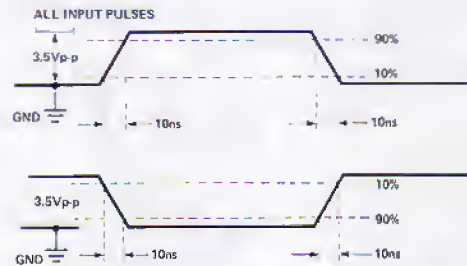 ALL INPUT PULSES
90%
3.5Vp-p
10%
GND
10ns
10ns
10%
3.5Vp-p
90%
GND
10ns
10ns